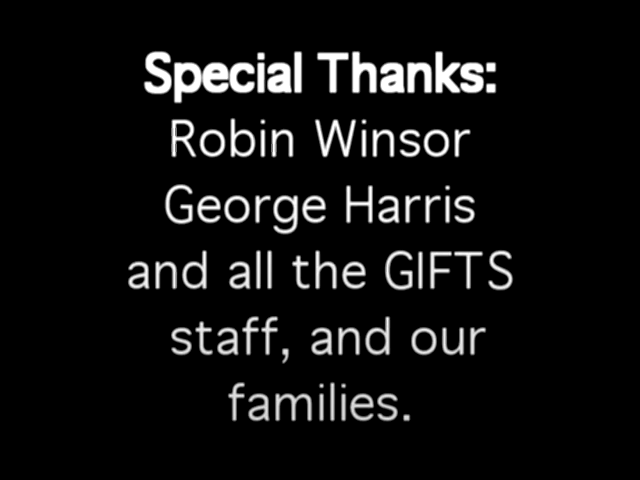 Special Thanks:
Robin Winsor
George Harris
and all the GIFTS
staff, and our
families.